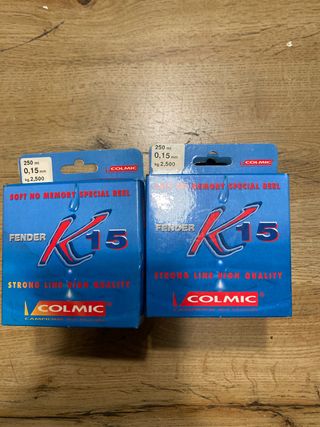 250 mt
0,15 mm
kg 2,500
COLMIC
SOFT NO MEMORY SPECIAL REEL
FENDER K 15
STRONG LINE-HIGH QUALITY
COLMIC
250 mt
0,15 mm
kg 2,500
COLMIC
SOFT NO MEMORY SPECIAL REEL
FENDER K 15
STRONG LINE-HIGH QUALITY
COLMIC